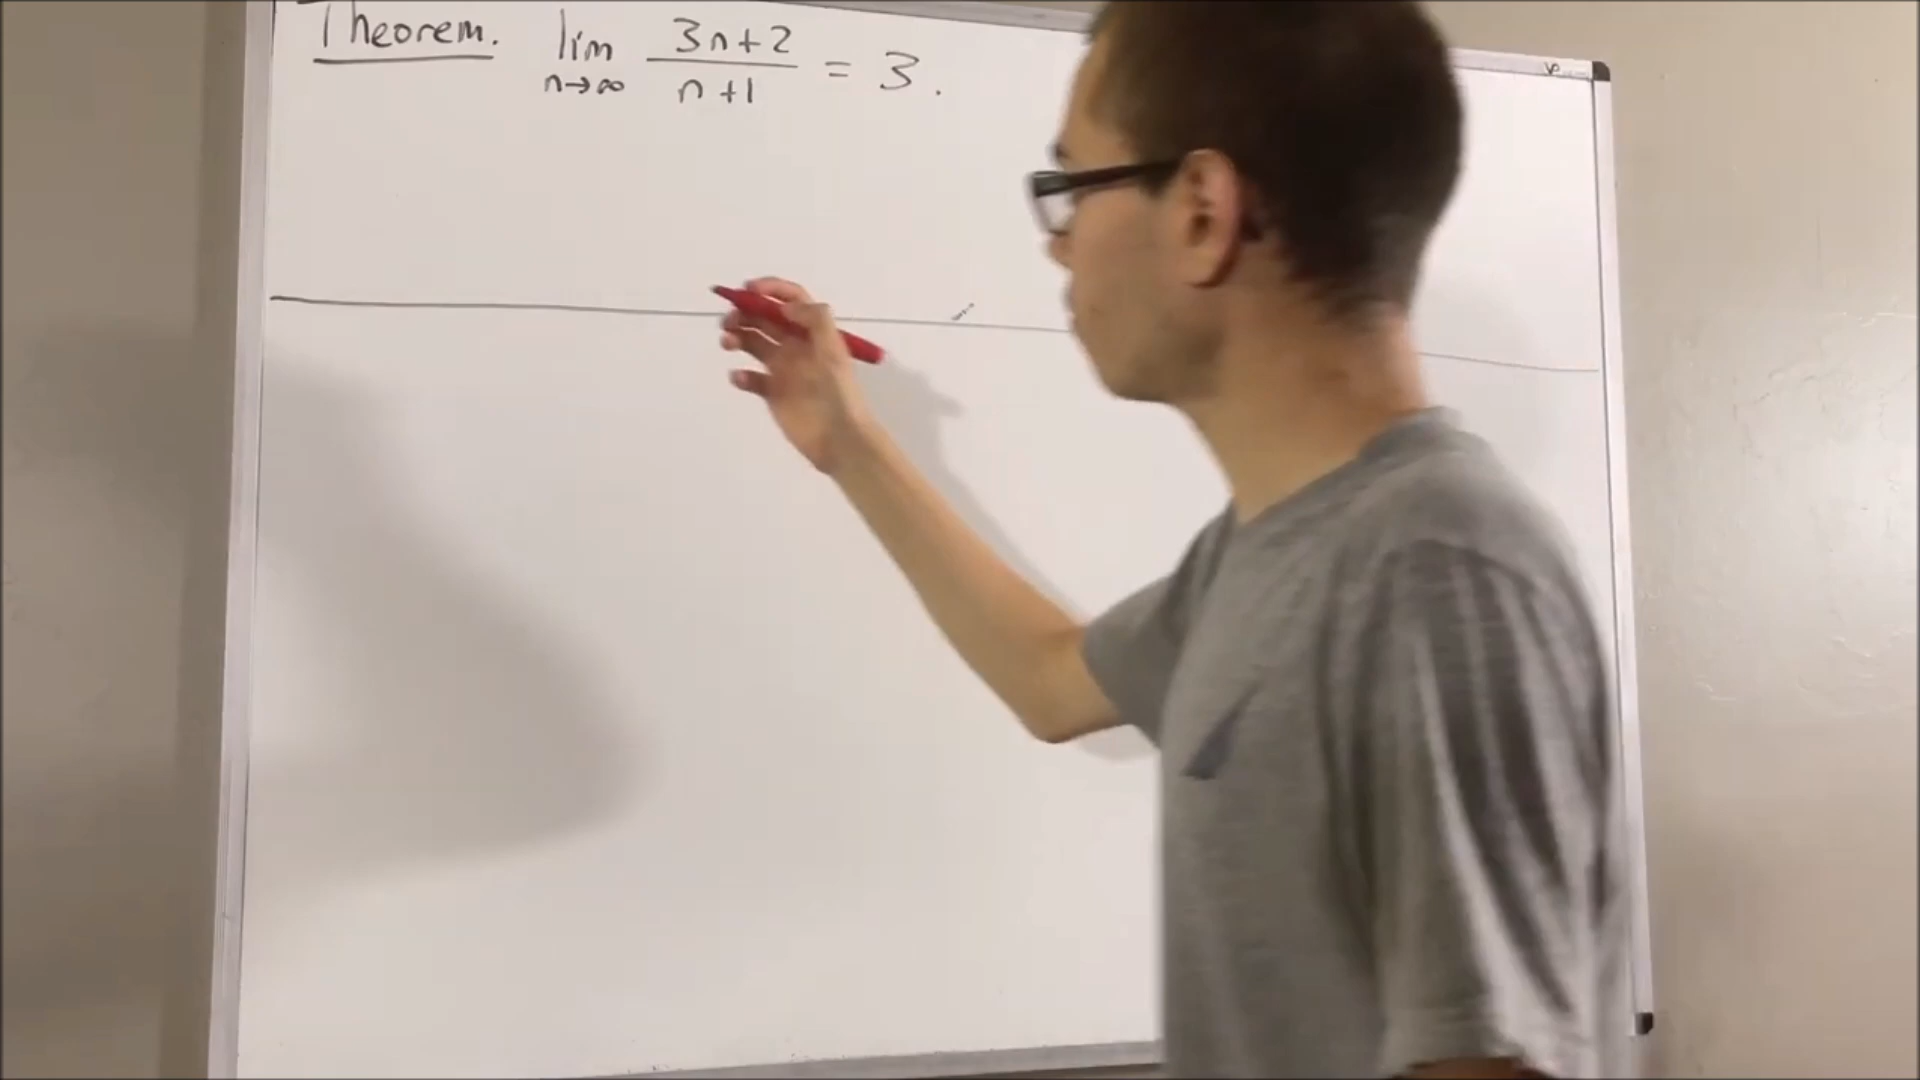 Theorem. lim n→∞ 3n+2 / n+1 = 3.